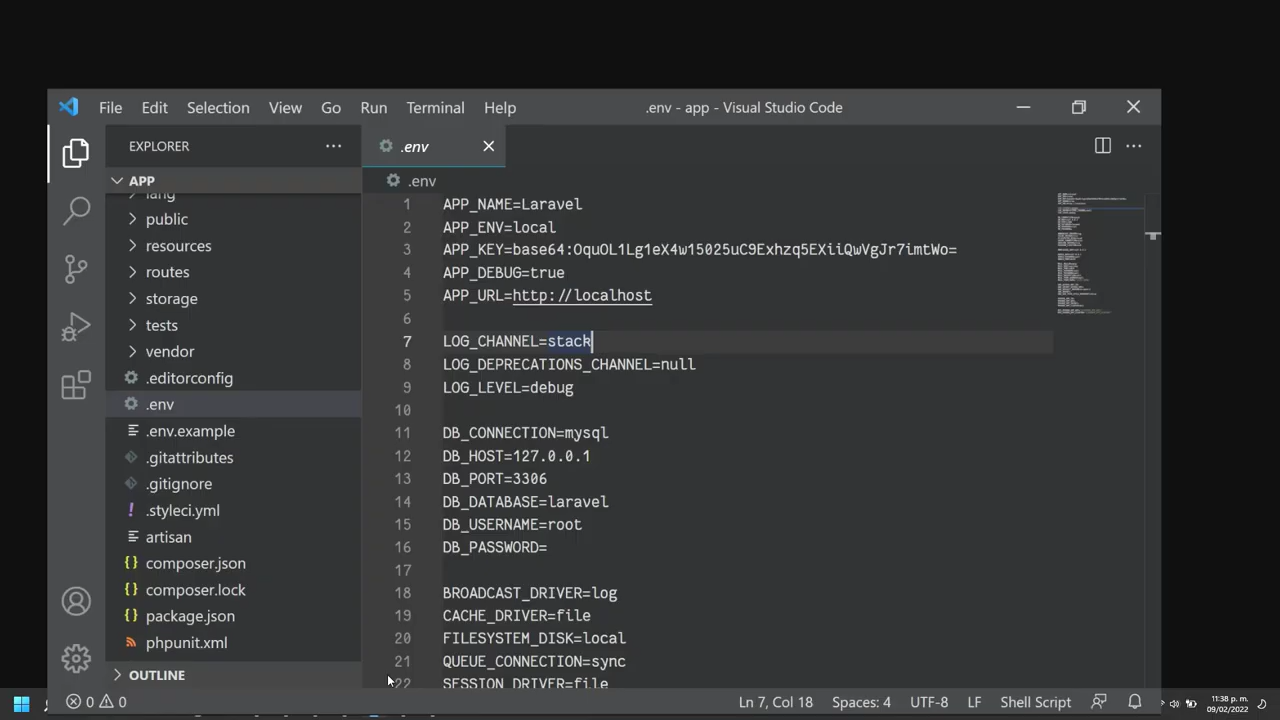 File Edit Selection View Go Run Terminal Help .env - app - Visual Studio Code
EXPLORER
.env
APP
.env
lang
public
resources
routes
storage
tests
vendor
.editorconfig
.env
.env.example
.gitattributes
.gitignore
.styleci.yml
artisan
composer.json
composer.lock
package.json
phpunit.xml
OUTLINE
1 APP_NAME=Laravel
2 APP_ENV=local
3 APP_KEY=base64:OquOL1Lg1eX4w15025uC9Exhzq5EXiiQwVgJr7imtWo=
4 APP_DEBUG=true
5 APP_URL=http://localhost
6
7 LOG_CHANNEL=stack
8 LOG_DEPRECATIONS_CHANNEL=null
9 LOG_LEVEL=debug
10
11 DB_CONNECTION=mysql
12 DB_HOST=127.0.0.1
13 DB_PORT=3306
14 DB_DATABASE=laravel
15 DB_USERNAME=root
16 DB_PASSWORD=
17
18 BROADCAST_DRIVER=log
19 CACHE_DRIVER=file
20 FILESYSTEM_DISK=local
21 QUEUE_CONNECTION=sync
22 SESSION_DRIVER=file
0 0 Ln 7, Col 18 Spaces: 4 UTF-8 LF Shell Script
11:38 p. m.
09/02/2022